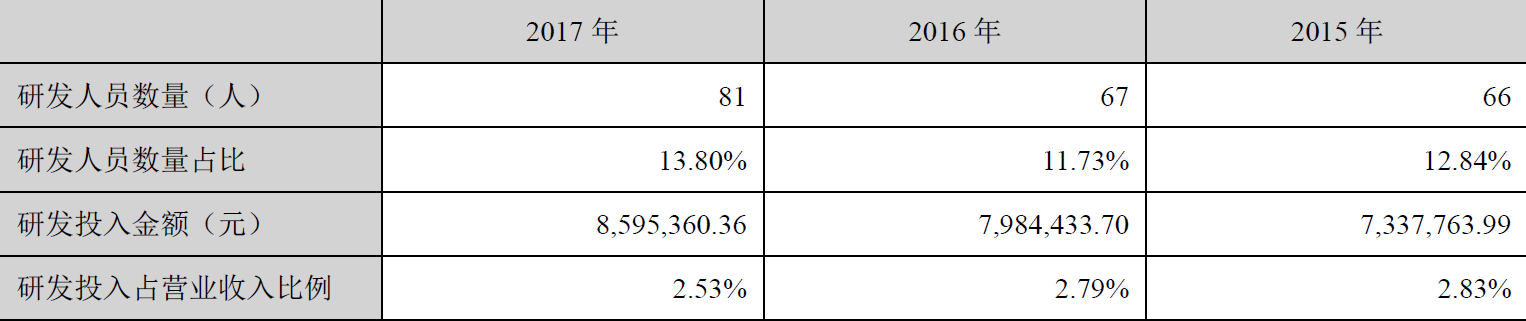 2017 年 2016 年 2015 年
研发人员数量（人） 81 67 66
研发人员数量占比 13.80% 11.73% 12.84%
研发投入金额（元） 8,595,360.36 7,984,433.70 7,337,763.99
研发投入占营业收入比例 2.53% 2.79% 2.83%